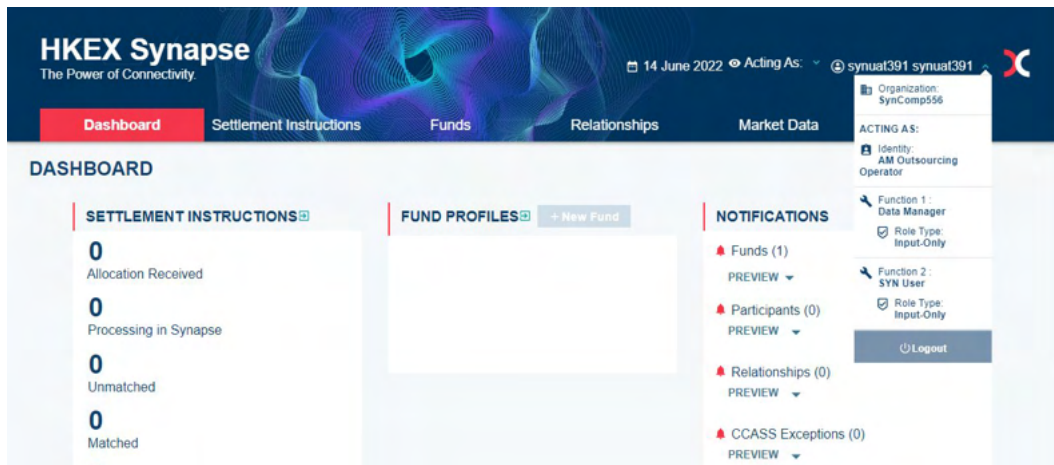 HKEX Synapse
The Power of Connectivity.
14 June 2022 Acting As: synuat391 synuat391
Dashboard Settlement Instructions Funds Relationships Market Data
Organization:
SynComp556
ACTING AS:
Identity:
AM Outsourcing
Operator
Function 1 :
Data Manager
Role Type:
Input-Only
Function 2 :
SYN User
Role Type:
Input-Only
Logout
DASHBOARD
SETTLEMENT INSTRUCTIONS
0
Allocation Received
0
Processing in Synapse
0
Unmatched
0
Matched
FUND PROFILES + New Fund
NOTIFICATIONS
Funds (1)
PREVIEW
Participants (0)
PREVIEW
Relationships (0)
PREVIEW
CCASS Exceptions (0)
PREVIEW